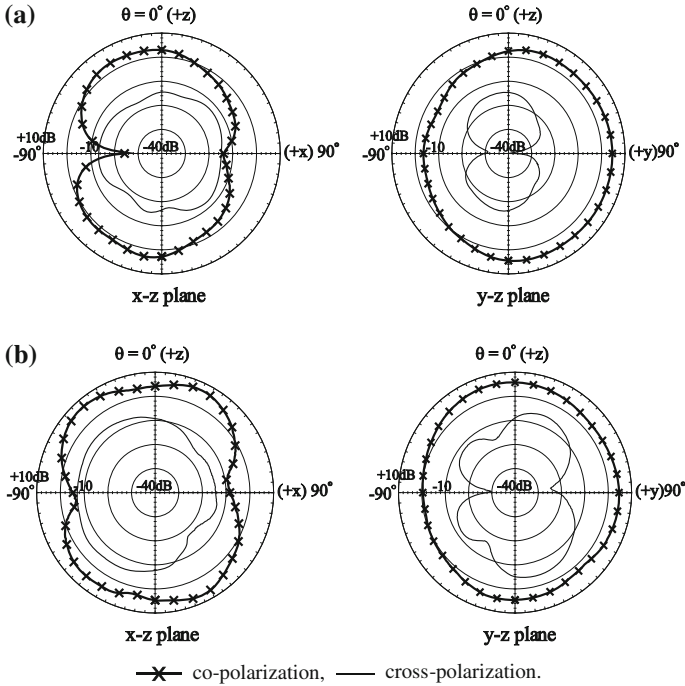 (a)
θ = 0° (+z)
θ = 0° (+z)
+10dB
-10
-40dB
-90°
(+x) 90°
+10dB
-10
-40dB
-90°
(+y)90°
x-z plane
y-z plane
(b)
θ = 0° (+z)
θ = 0° (+z)
+10dB
-10
-40dB
-90°
(+x) 90°
+10dB
-10
-40dB
-90°
(+y)90°
x-z plane
y-z plane
co-polarization, cross-polarization.